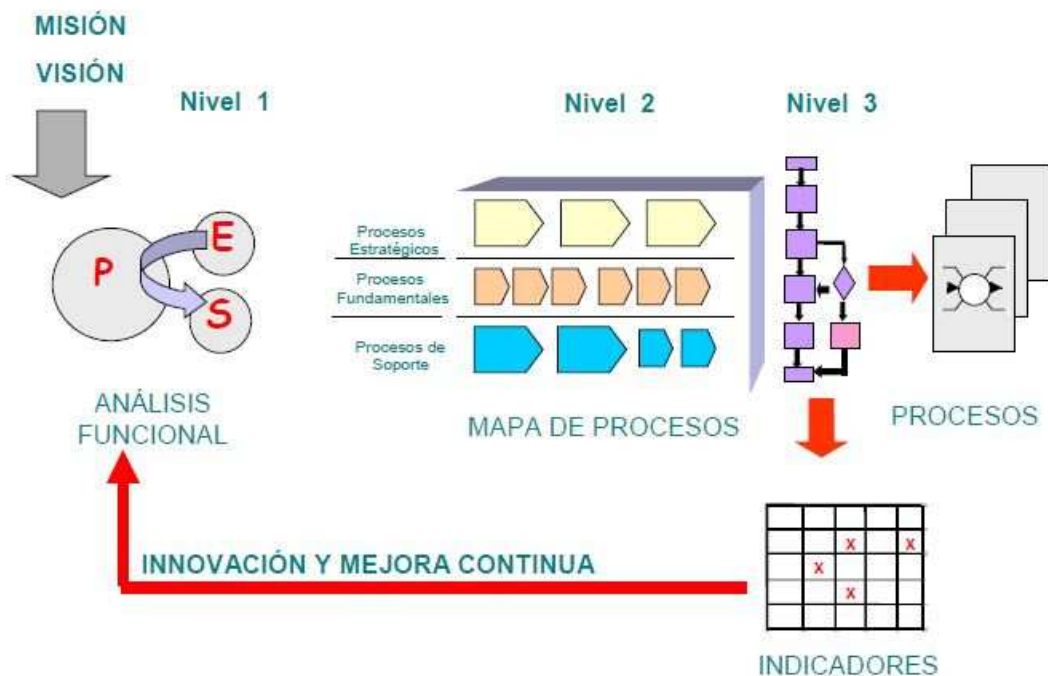 MISIÓN
VISIÓN
Nivel 1
Nivel 2
Nivel 3
P
E
S
Procesos
Estratégicos
Procesos
Fundamentales
Procesos de
Soporte
ANÁLISIS
FUNCIONAL
MAPA DE PROCESOS
PROCESOS
INNOVACIÓN Y MEJORA CONTINUA
X X
X
X
INDICADORES